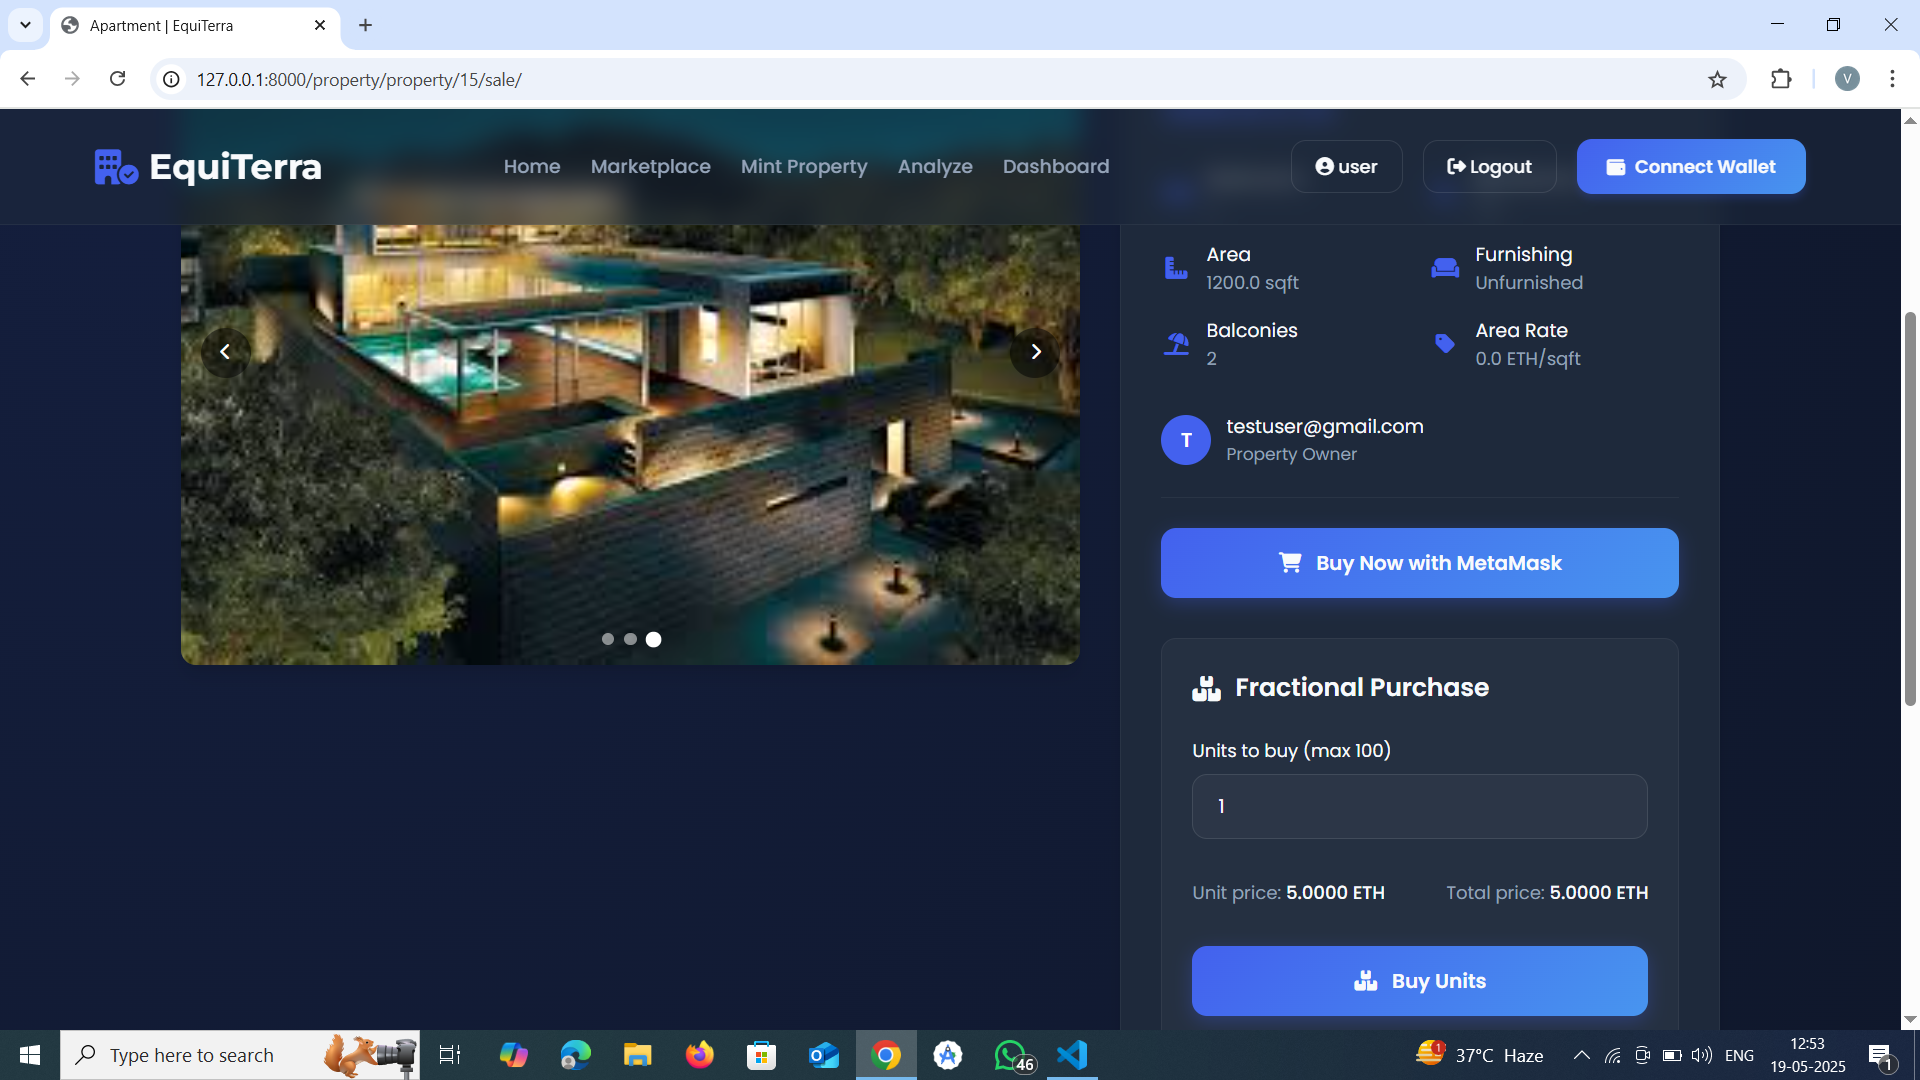 Apartment | EquiTerra
127.0.0.1:8000/property/property/15/sale/
V
EquiTerra
Home
Marketplace
Mint Property
Analyze
Dashboard
user
Logout
Connect Wallet
Area
1200.0 sqft
Furnishing
Unfurnished
Balconies
2
Area Rate
0.0 ETH/sqft
T
testuser@gmail.com
Property Owner
Buy Now with MetaMask
Fractional Purchase
Units to buy (max 100)
1
Unit price: 5.0000 ETH
Total price: 5.0000 ETH
Buy Units
Type here to search
46
1
37°C Haze
ENG
12:53
19-05-2025
1